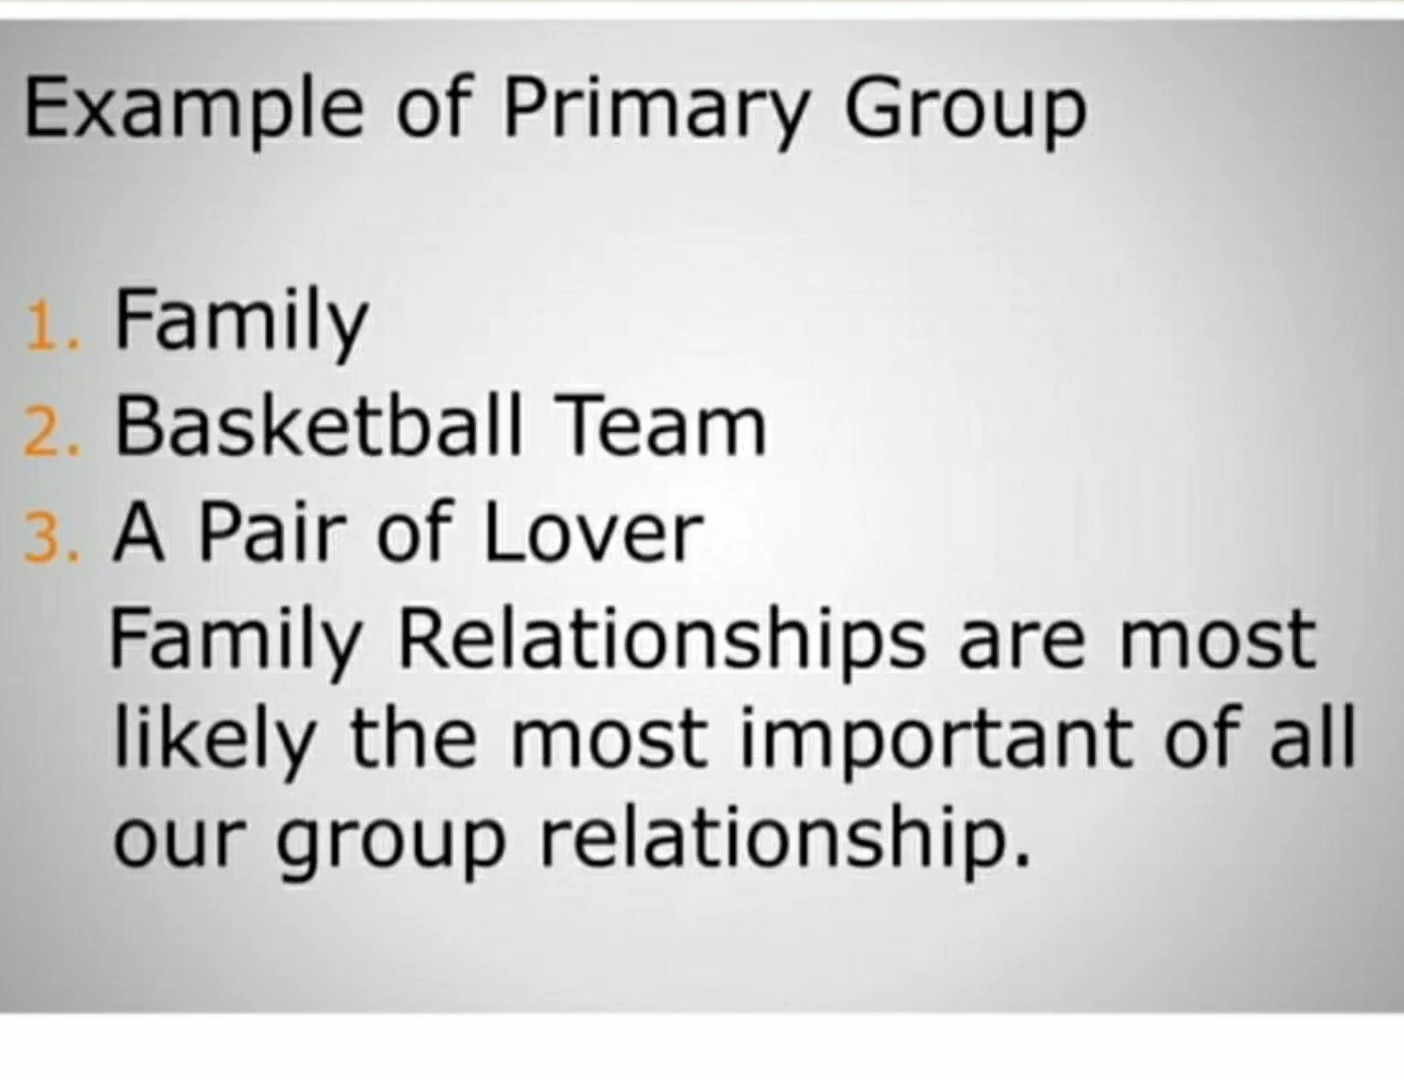 Example of Primary Group
1. Family
2. Basketball Team
3. A Pair of Lover
Family Relationships are most
likely the most important of all
our group relationship.